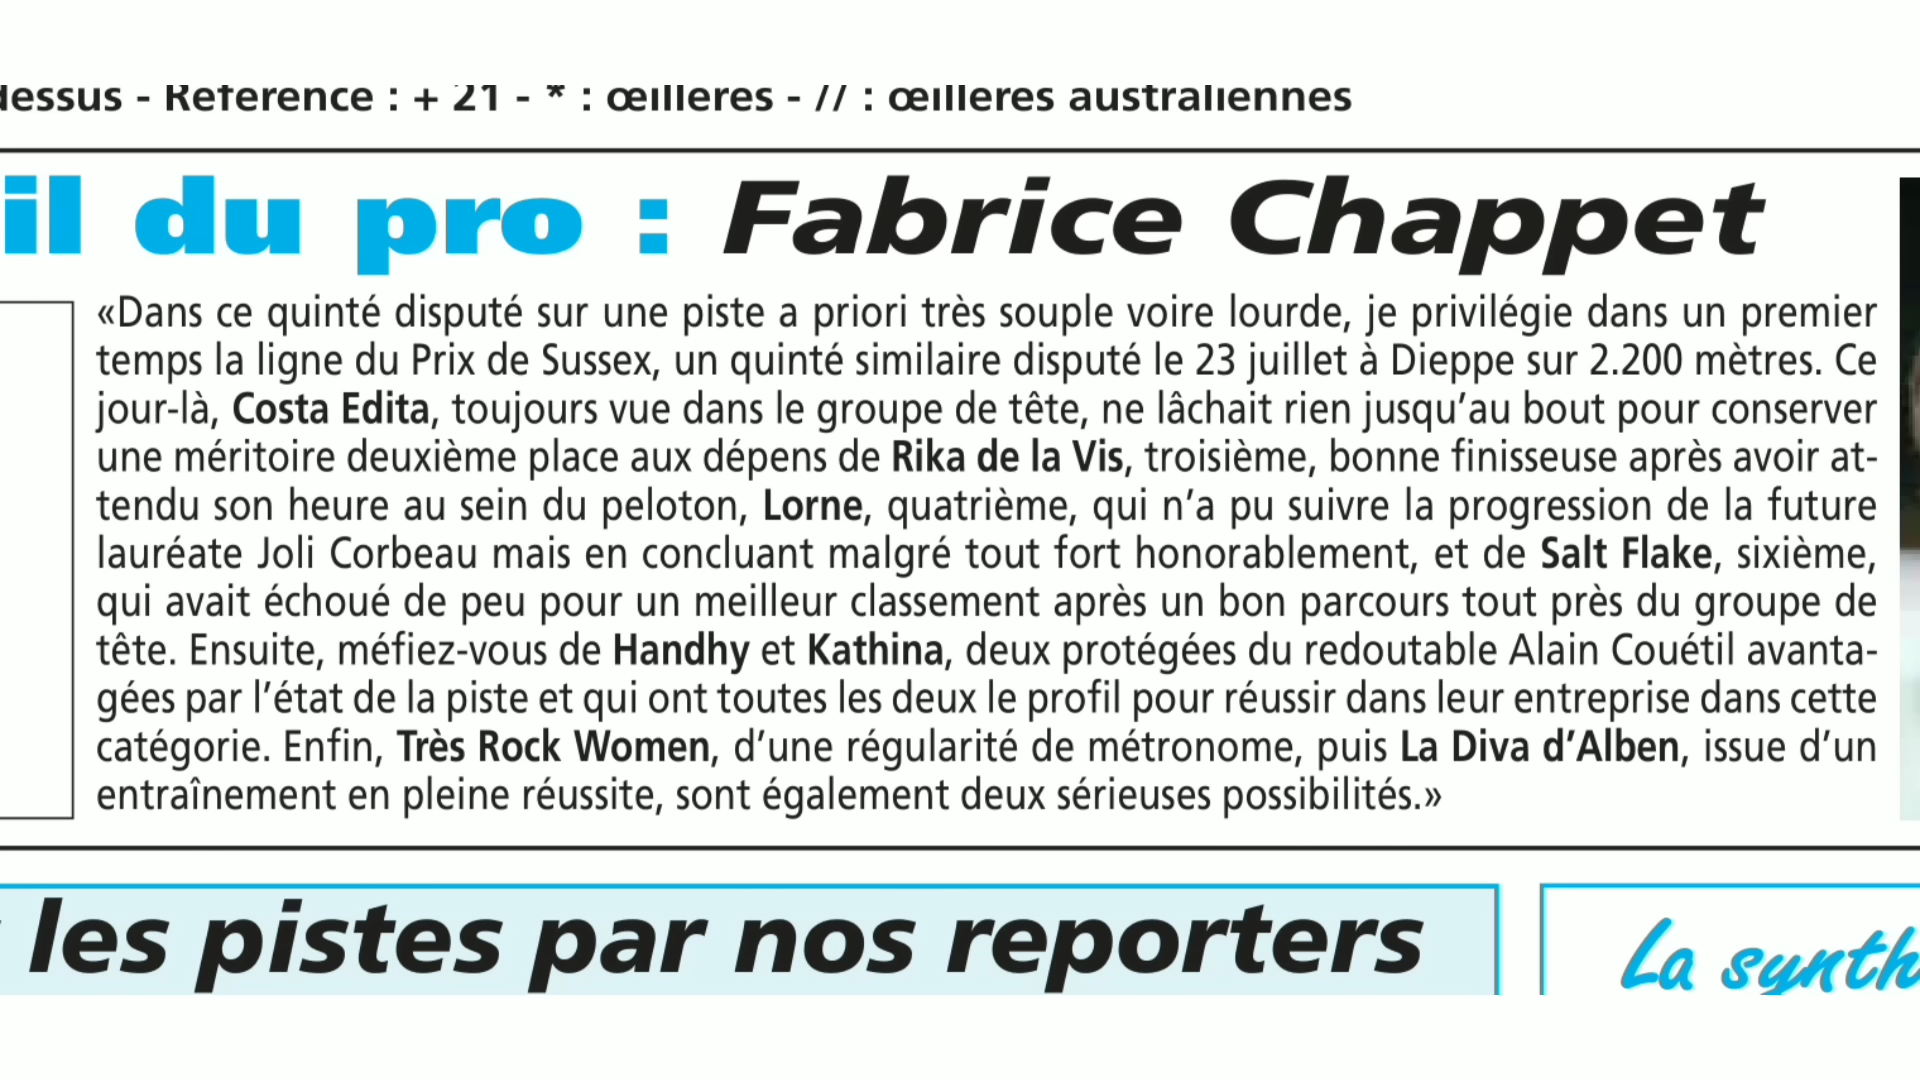 dessus - Référence : + 21 - * : œillères - // : œillères australiennes
il du pro : Fabrice Chappet
«Dans ce quinté disputé sur une piste a priori très souple voire lourde, je privilégie dans un premier
temps la ligne du Prix de Sussex, un quinté similaire disputé le 23 juillet à Dieppe sur 2.200 mètres. Ce
jour-là, Costa Edita, toujours vue dans le groupe de tête, ne lâchait rien jusqu’au bout pour conserver
une méritoire deuxième place aux dépens de Rika de la Vis, troisième, bonne finisseuse après avoir at-
tendu son heure au sein du peloton, Lorne, quatrième, qui n’a pu suivre la progression de la future
lauréate Joli Corbeau mais en concluant malgré tout fort honorablement, et de Salt Flake, sixième,
qui avait échoué de peu pour un meilleur classement après un bon parcours tout près du groupe de
tête. Ensuite, méfiez-vous de Handhy et Kathina, deux protégées du redoutable Alain Couétil avanta-
gées par l’état de la piste et qui ont toutes les deux le profil pour réussir dans leur entreprise dans cette
catégorie. Enfin, Très Rock Women, d’une régularité de métronome, puis La Diva d’Alben, issue d’un
entraînement en pleine réussite, sont également deux sérieuses possibilités.»
les pistes par nos reporters
La synth